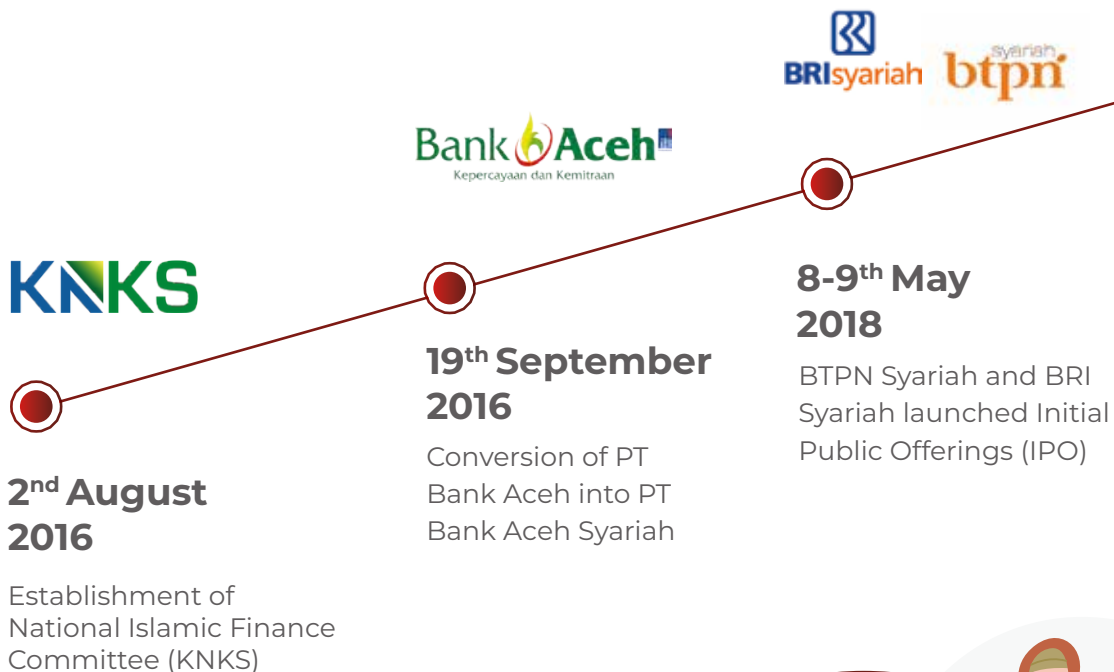 KNKS
2nd August
2016
Establishment of
National Islamic Finance
Committee (KNKS)
Bank Aceh
Kepercayaan dan Kemitraan
19th September
2016
Conversion of PT
Bank Aceh into PT
Bank Aceh Syariah
BRIsyariah
syariah
btpn
8-9th May
2018
BTPN Syariah and BRI
Syariah launched Initial
Public Offerings (IPO)